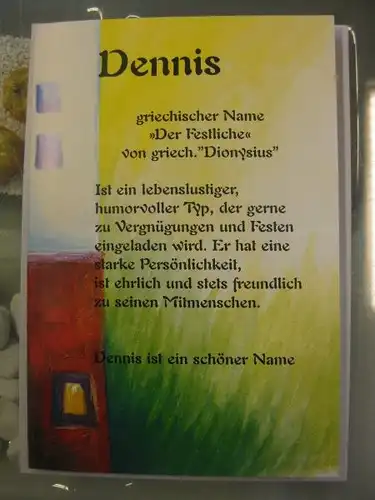 Dennis
griechischer Name
»Der Festliche«
von griech."Dionysius"
Ist ein lebenslustiger,
humorvoller Typ, der gerne
zu Vergnügungen und Festen
eingeladen wird. Er hat eine
starke Persönlichkeit,
ist ehrlich und stets freundlich
zu seinen Mitmenschen.
Dennis ist ein schöner Name